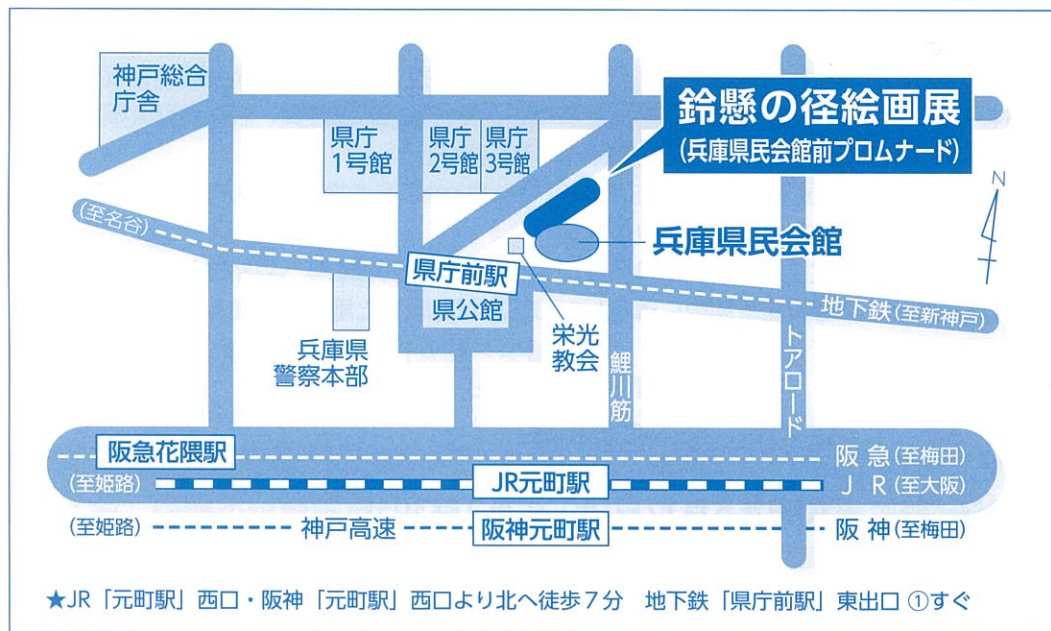 神戸総合
庁舎
県庁
1号館
県庁
2号館
県庁
3号館
鈴懸の径絵画展
(兵庫県民会館前プロムナード)
N
(至名谷)
兵庫県民会館
県庁前駅
県公館
地下鉄(至新神戸)
兵庫県
警察本部
栄光
教会
鯉川筋
トアロード
阪急花隈駅
阪急(至梅田)
(至姫路)
JR元町駅
JR(至大阪)
(至姫路)
神戸高速
阪神元町駅
阪神(至梅田)
★JR「元町駅」西口・阪神「元町駅」西口より北へ徒歩7分 地下鉄「県庁前駅」東出口 ①すぐ